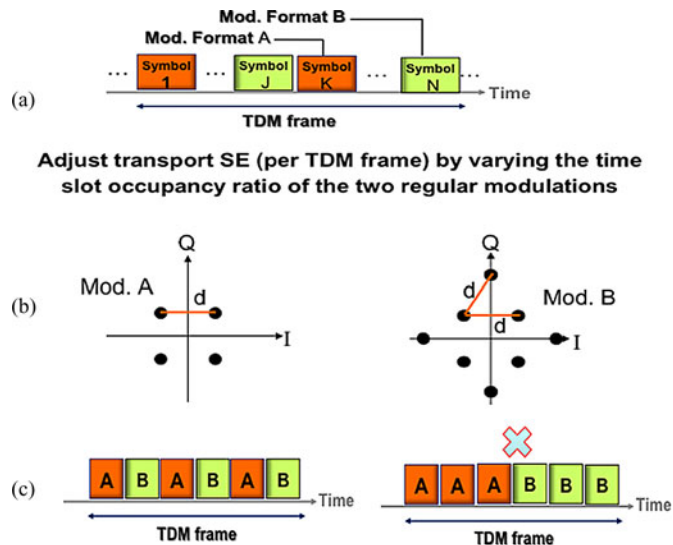 Mod. Format B
Mod. Format A
... Symbol 1 ... Symbol J Symbol K ... Symbol N ...
Time
(a)
TDM frame
Adjust transport SE (per TDM frame) by varying the time
slot occupancy ratio of the two regular modulations
Q Q
Mod. A d d Mod. B
(b) d
I I
(c) A B A B A B Time A A A B B B Time
TDM frame TDM frame